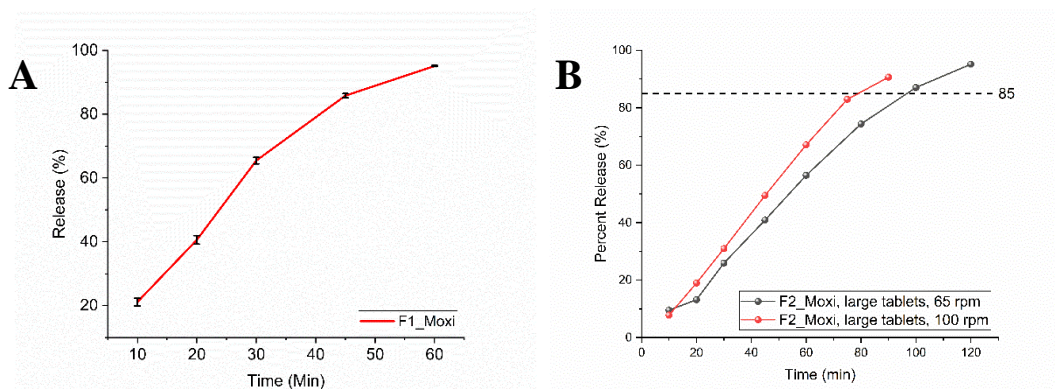 A
100
80
60
40
20
Release (%)
F1_Moxi
10 20 30 40 50 60
Time (Min)
B
100
80
60
40
20
0
Percent Release (%)
85
F2_Moxi, large tablets, 65 rpm
F2_Moxi, large tablets, 100 rpm
0 20 40 60 80 100 120
Time (min)